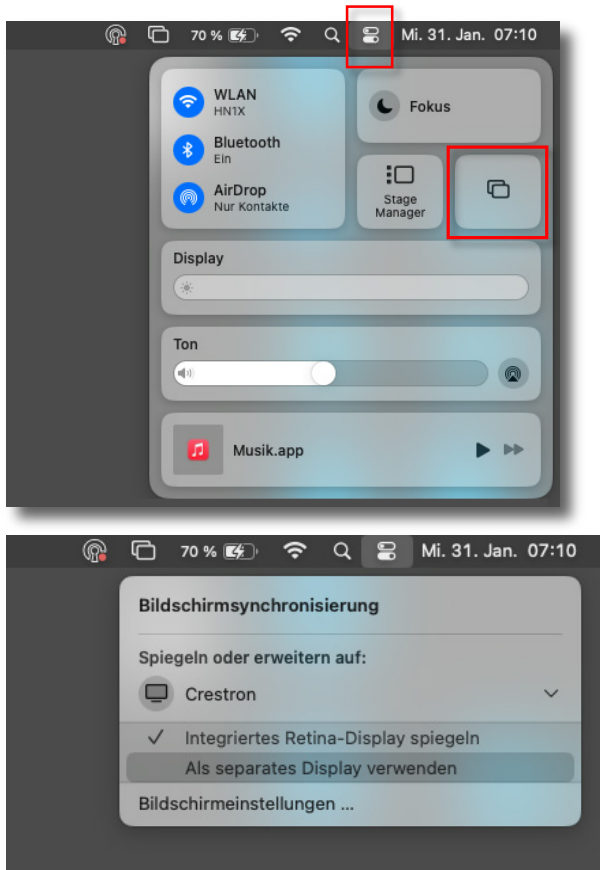 70 % Mi. 31. Jan. 07:10
WLAN
HN1X
Bluetooth
Ein
AirDrop
Nur Kontakte
Fokus
Stage
Manager
Display
Ton
Musik.app
70 % Mi. 31. Jan. 07:10
Bildschirmsynchronisierung
Spiegeln oder erweitern auf:
Crestron
Integriertes Retina-Display spiegeln
Als separates Display verwenden
Bildschirmeinstellungen ...